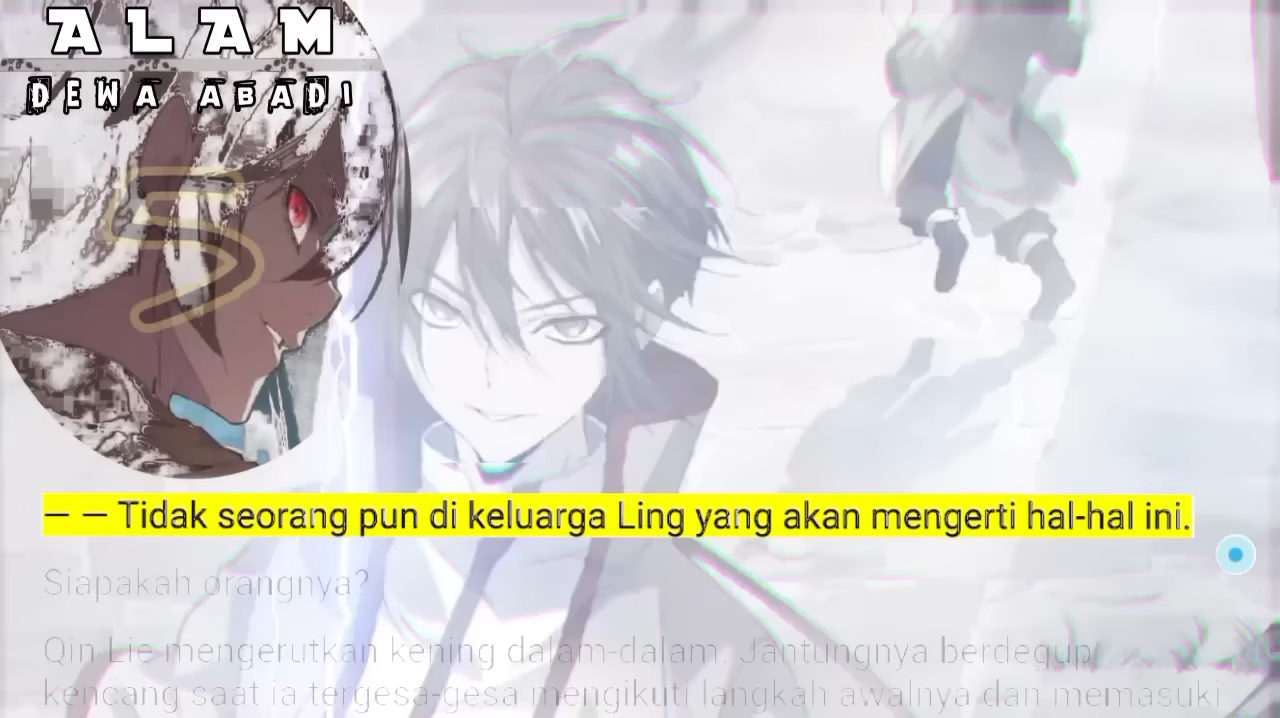 ALAM
DEWA ABADI
5
— — Tidak seorang pun di keluarga Ling yang akan mengerti hal-hal ini.
Siapakah orangnya?
Qin Lie mengerutkan kening dalam-dalam. Jantungnya berdegup
kencang saat ia tergesa-gesa mengikuti langkah awalnya dan memasuki